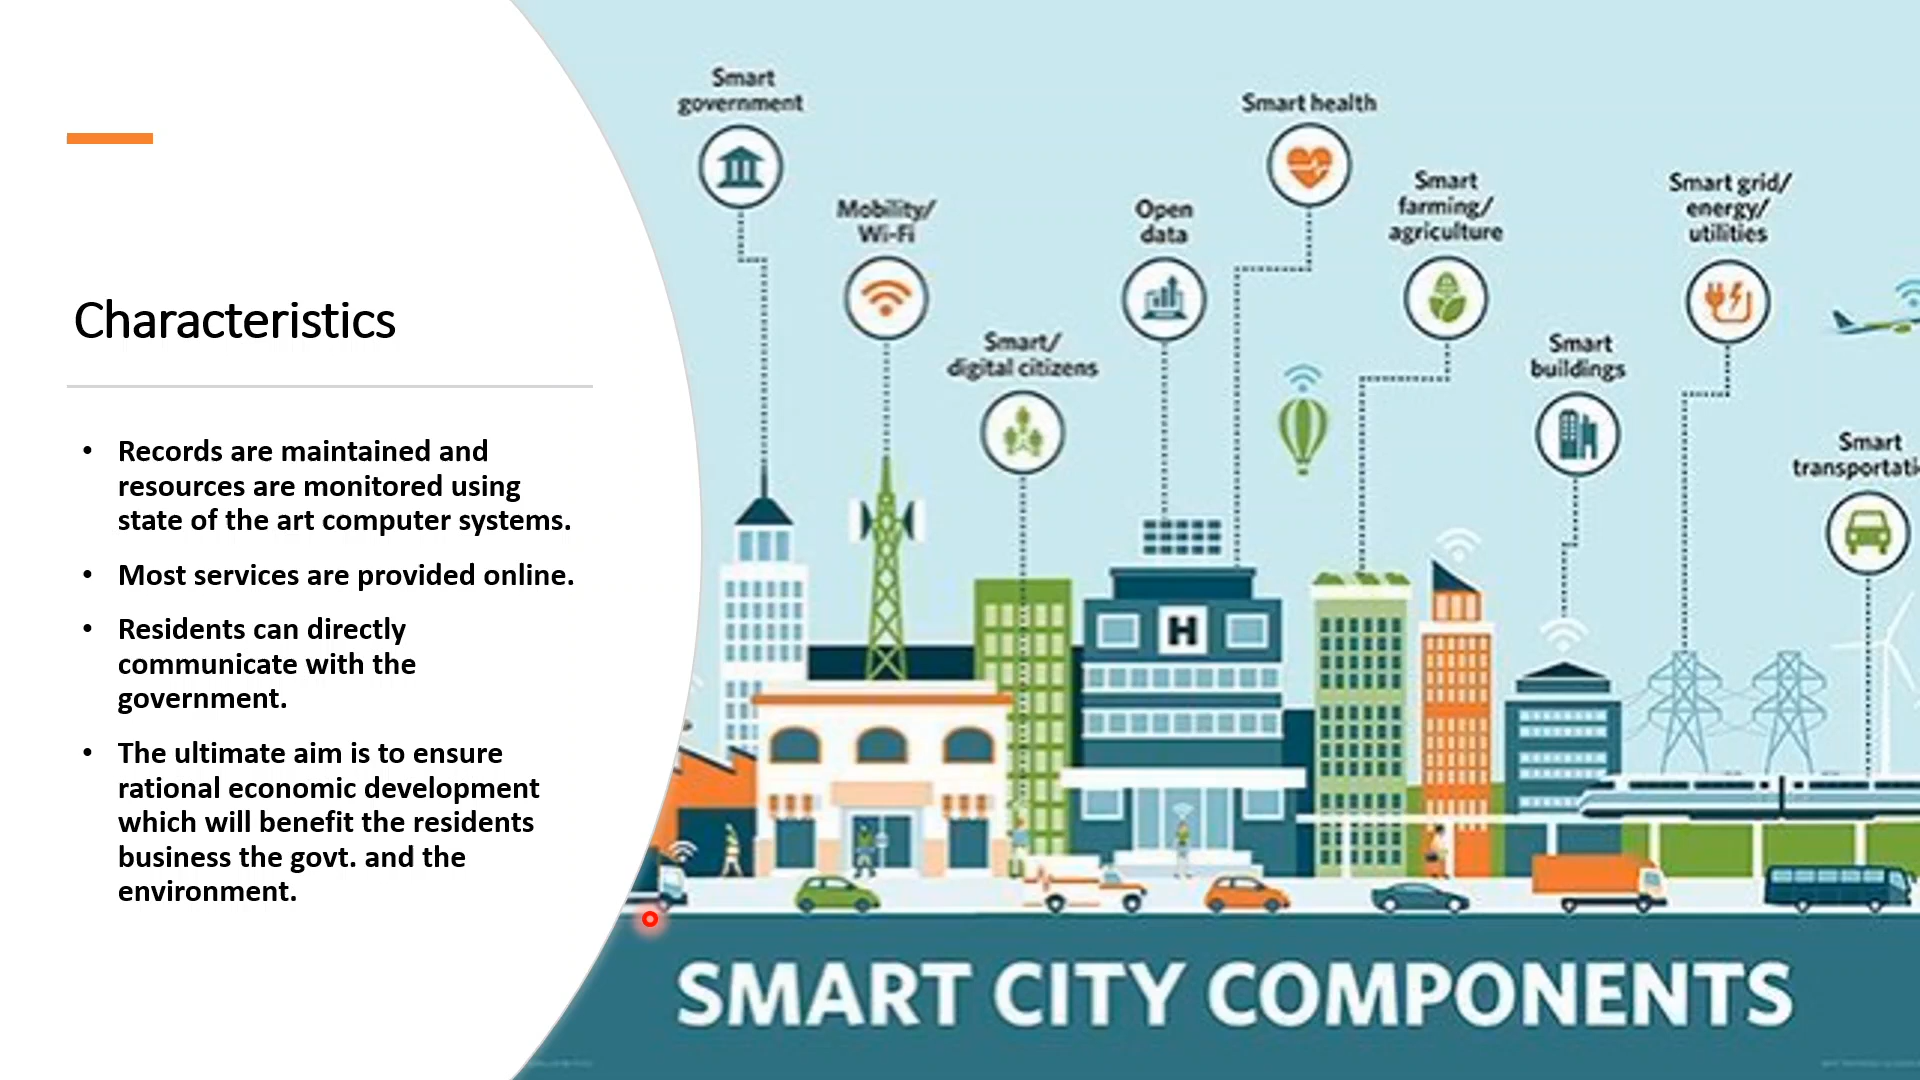 Characteristics
• Records are maintained and
resources are monitored using
state of the art computer systems.
• Most services are provided online.
• Residents can directly
communicate with the
government.
• The ultimate aim is to ensure
rational economic development
which will benefit the residents
business the govt. and the
environment.
Smart
government
Mobility/
Wi-Fi
Smart/
digital citizens
Open
data
Smart health
Smart
farming/
agriculture
Smart
buildings
Smart grid/
energy/
utilities
Smart
transportati
H
SMART CITY COMPONENTS